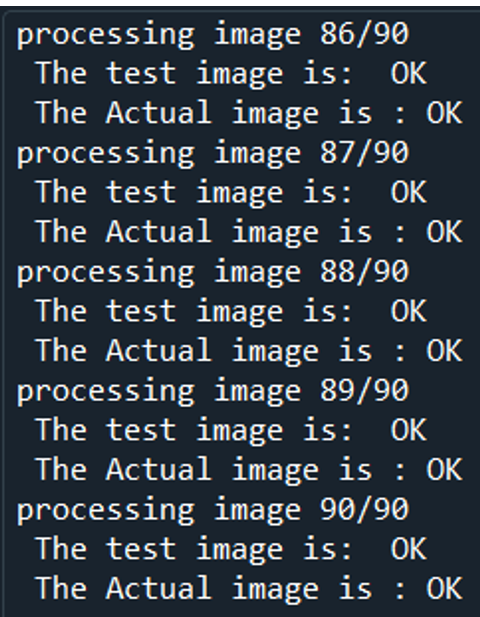 processing image 86/90
The test image is:  OK
The Actual image is : OK
processing image 87/90
The test image is:  OK
The Actual image is : OK
processing image 88/90
The test image is:  OK
The Actual image is : OK
processing image 89/90
The test image is:  OK
The Actual image is : OK
processing image 90/90
The test image is:  OK
The Actual image is : OK